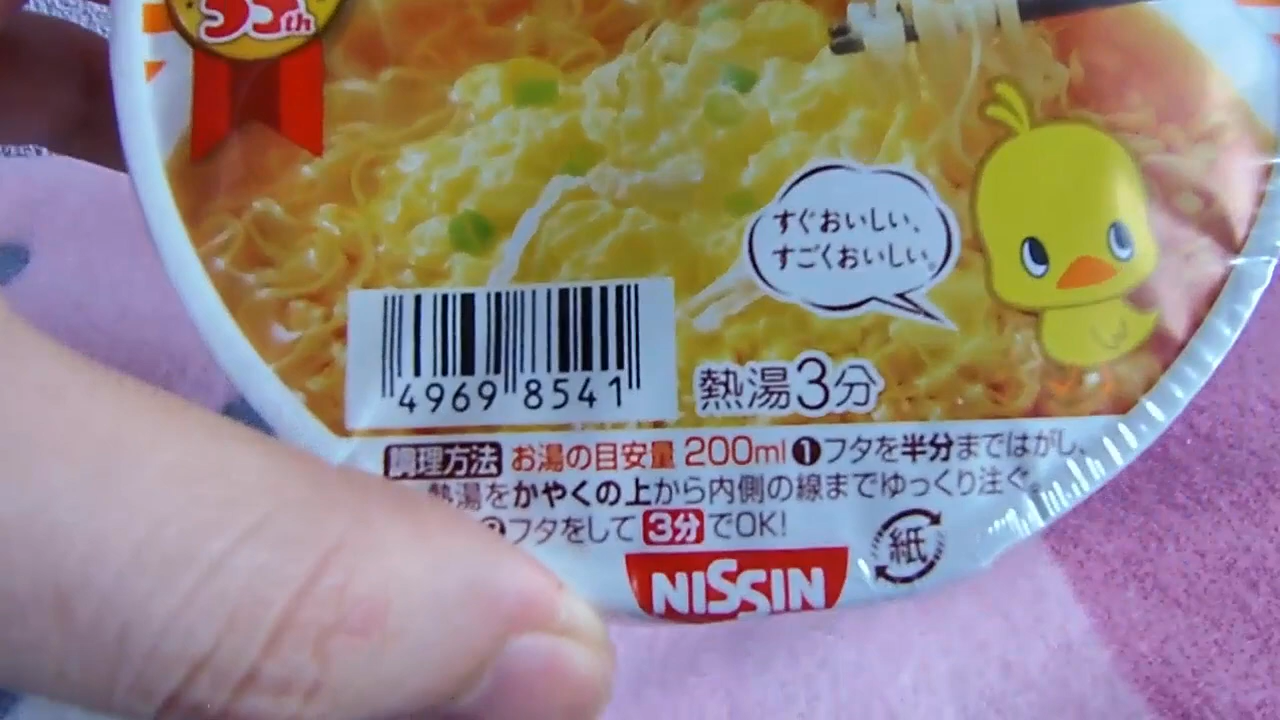 すぐおいしい、
すごくおいしい。
4969 8541
熱湯3分
調理方法 お湯の目安量 200ml ❶フタを半分まではがし、
熱湯をかやくの上から内側の線までゆっくり注ぐ。
フタをして 3分 でOK!
紙
NISSIN